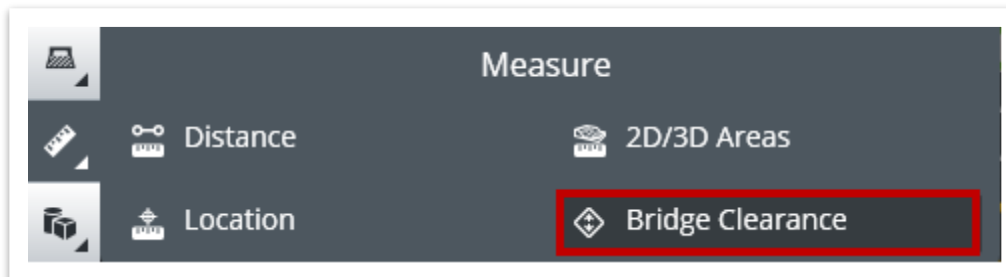 Measure
Distance
2D/3D Areas
Location
Bridge Clearance